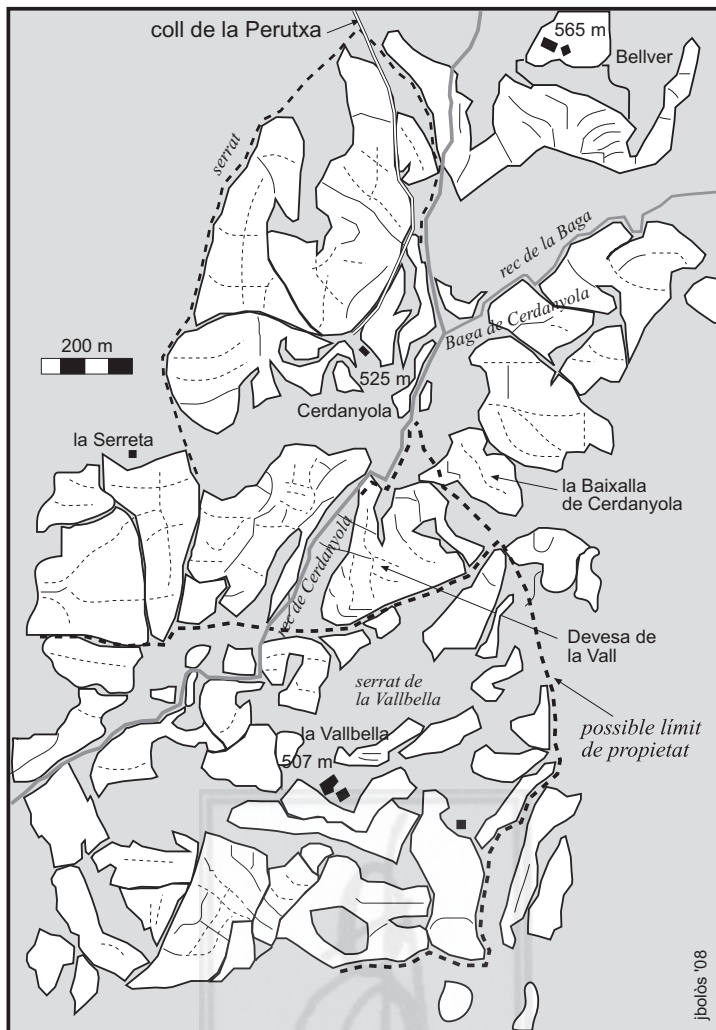 coll de la Perutxa
565 m
Bellver
serrat
rec de la Baga
200 m
Baga de Cerdanyola
525 m
Cerdanyola
la Serreta
la Baixalla
de Cerdanyola
rec de Cerdanyola
Devesa de
la Vall
serrat de
la Vallbella
possible límit
de propietat
la Vallbella
507 m
jbolòs '08